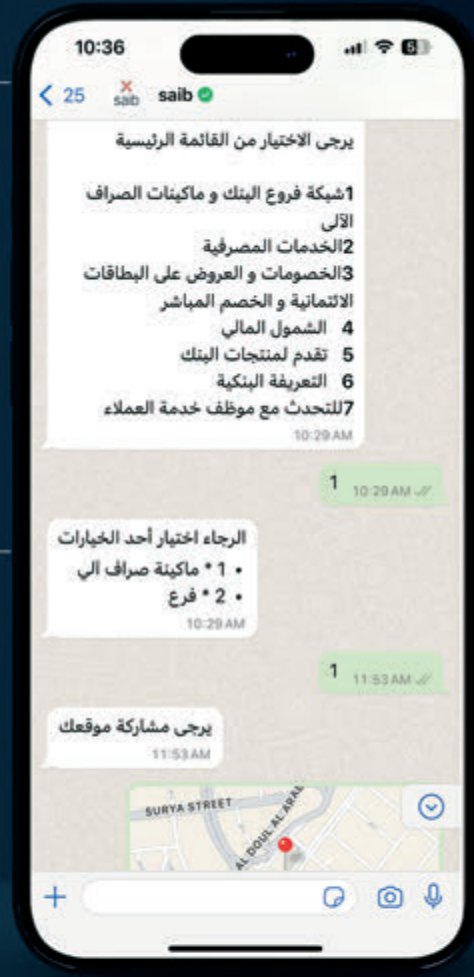 10:36
25
saib
saib
يرجى الاختيار من القائمة الرئيسية
1شبكة فروع البنك و ماكينات الصراف
الآلى
2الخدمات المصرفية
3الخصومات و العروض على البطاقات
الائتمانية و الخصم المباشر
4 الشمول المالي
5 تقدم لمنتجات البنك
6 التعريفة البنكية
7للتحدث مع موظف خدمة العملاء
10:29 AM
1 10:29 AM
الرجاء اختيار أحد الخيارات
• 1 * ماكينة صراف آلي
• 2 * فرع
10:29 AM
1 11:53 AM
يرجى مشاركة موقعك
11:53 AM
SURYA STREET
AL DOUL AL ARAB